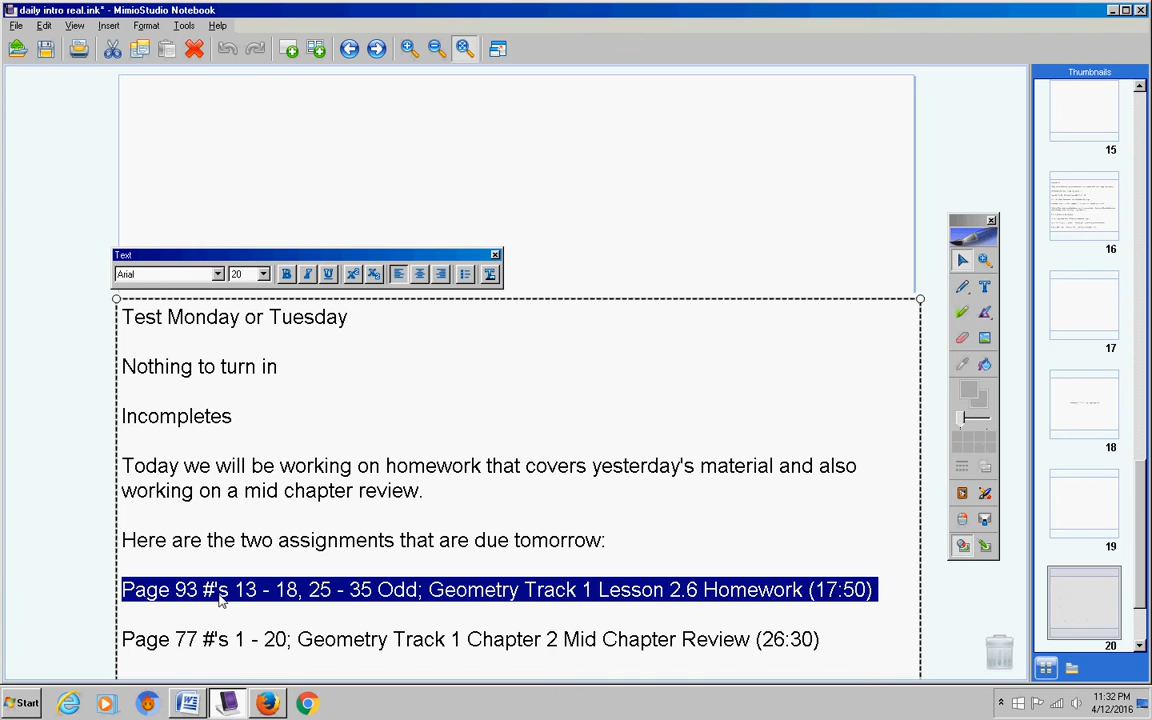 daily intro real.ink* - MimioStudio Notebook
File Edit View Insert Format Tools Help
Thumbnails
15
16
17
18
19
20
Text
Arial 20 B I U
Test Monday or Tuesday
Nothing to turn in
Incompletes
Today we will be working on homework that covers yesterday's material and also
working on a mid chapter review.
Here are the two assignments that are due tomorrow:
Page 93 #'s 13 - 18, 25 - 35 Odd; Geometry Track 1 Lesson 2.6 Homework (17:50)
Page 77 #'s 1 - 20; Geometry Track 1 Chapter 2 Mid Chapter Review (26:30)
Start
11:32 PM
4/12/2016